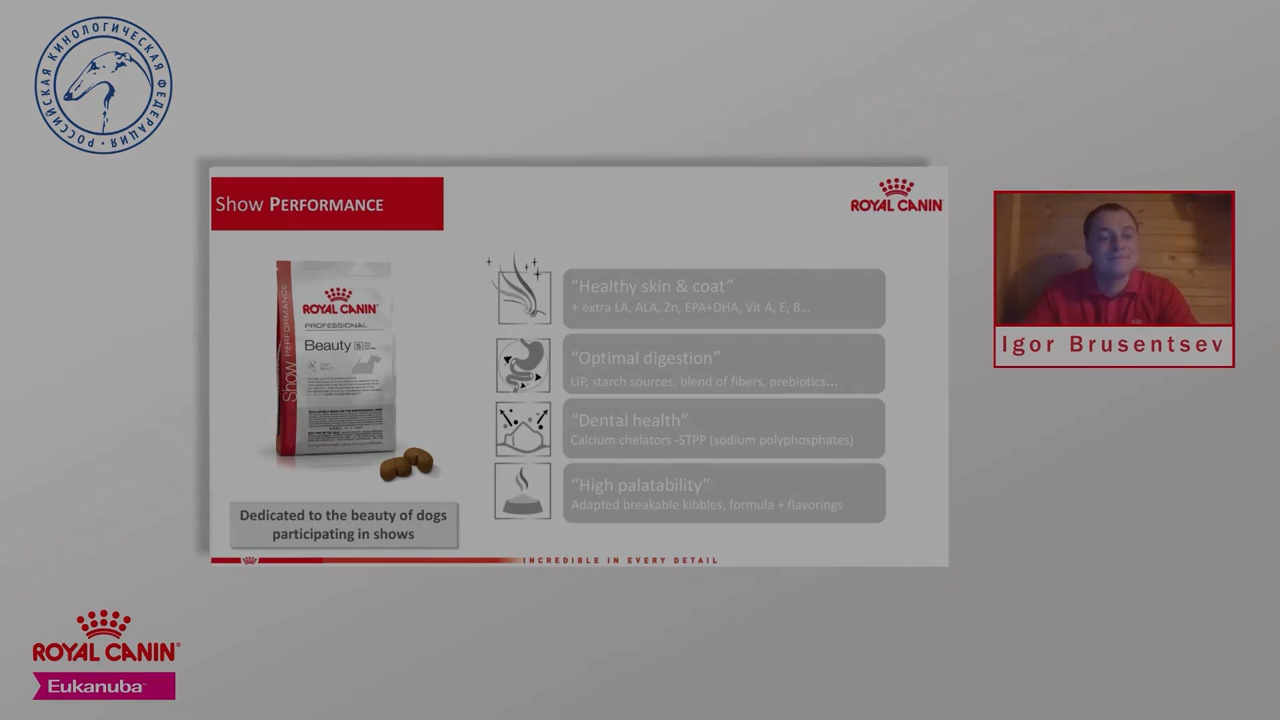 РОССИЙСКАЯ КИНОЛОГИЧЕСКАЯ ФЕДЕРАЦИЯ
Show PERFORMANCE
ROYAL CANIN
ROYAL CANIN
PROFESSIONAL
Beauty S
Show PERFORMANCE
"Healthy skin & coat”
+ extra LA, ALA, Zn, EPA+DHA, Vit A, E, B...
“Optimal digestion”
LIP, starch sources, blend of fibers, prebiotics...
“Dental health”
Calcium chelators -STPP (sodium polyphosphates)
“High palatability”
Adapted breakable kibbles, formula + flavorings
Dedicated to the beauty of dogs
participating in shows
INCREDIBLE IN EVERY DETAIL
Igor Brusentsev
ROYAL CANIN®
Eukanuba™